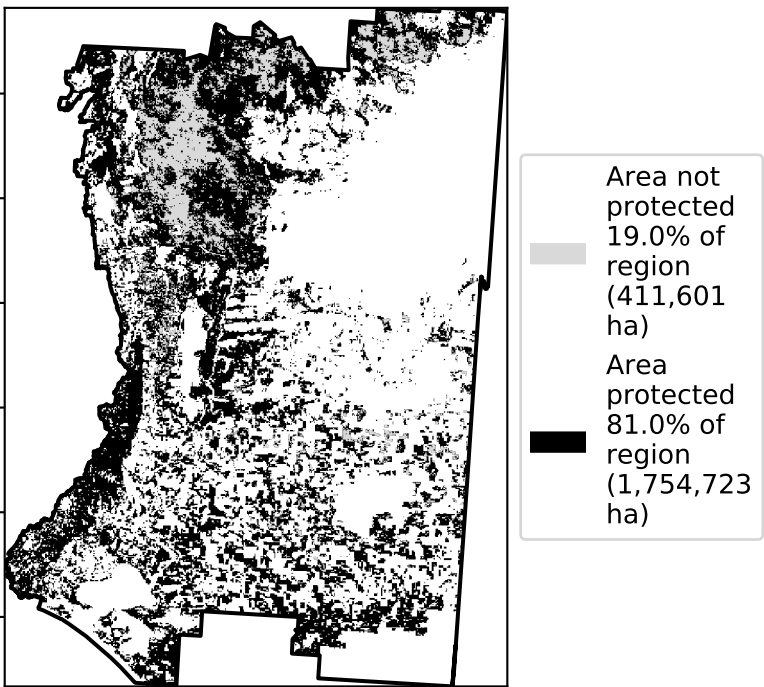 Area not
protected
19.0% of
region
(411,601
ha)
Area
protected
81.0% of
region
(1,754,723
ha)